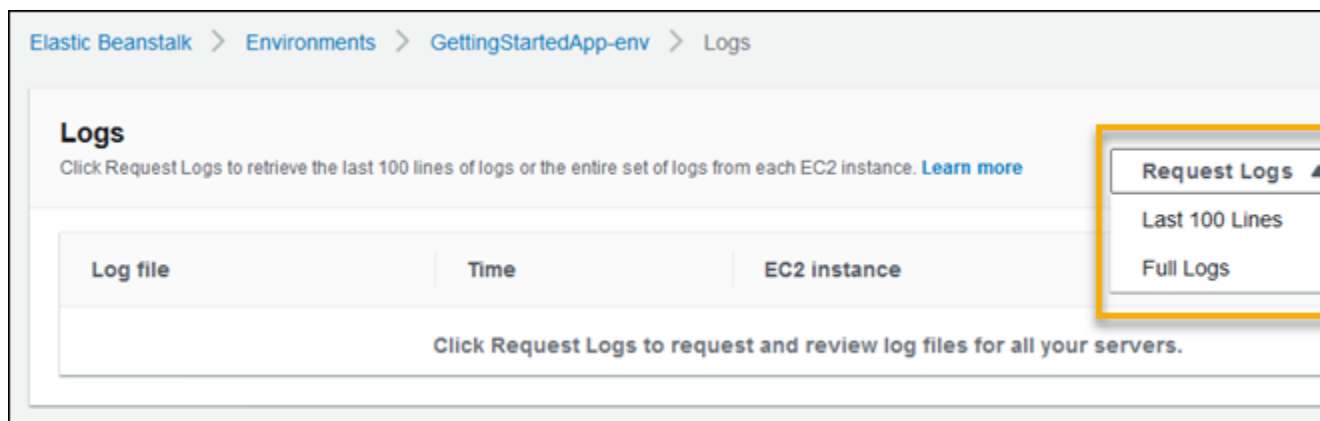 Elastic Beanstalk > Environments > GettingStartedApp-env > Logs
Logs
Click Request Logs to retrieve the last 100 lines of logs or the entire set of logs from each EC2 instance. Learn more
Request Logs
Last 100 Lines
Full Logs
Log file Time EC2 instance
Click Request Logs to request and review log files for all your servers.